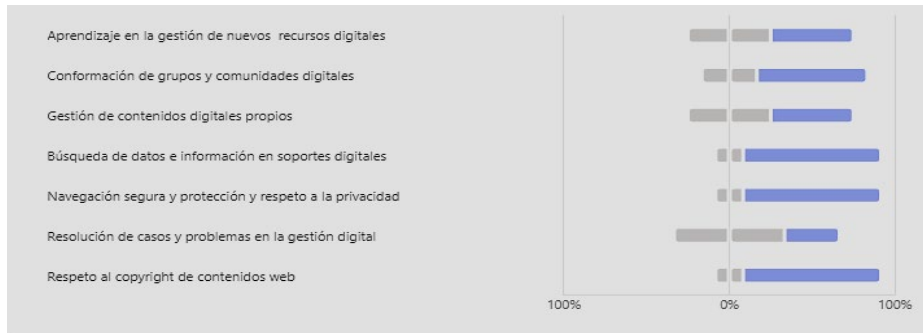 Aprendizaje en la gestión de nuevos recursos digitales
Conformación de grupos y comunidades digitales
Gestión de contenidos digitales propios
Búsqueda de datos e información en soportes digitales
Navegación segura y protección y respeto a la privacidad
Resolución de casos y problemas en la gestión digital
Respeto al copyright de contenidos web
100% 0% 100%